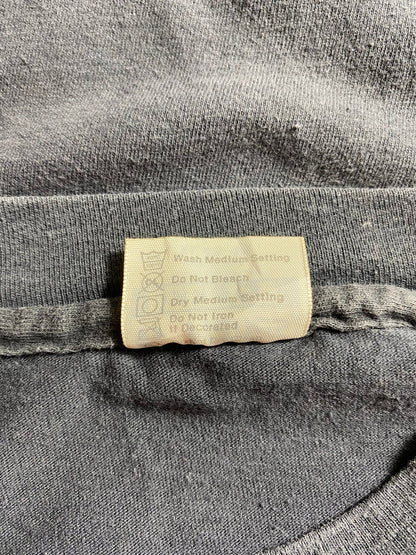 Wash Medium Setting
Do Not Bleach
Dry Medium Setting
Do Not Iron
If Decorated